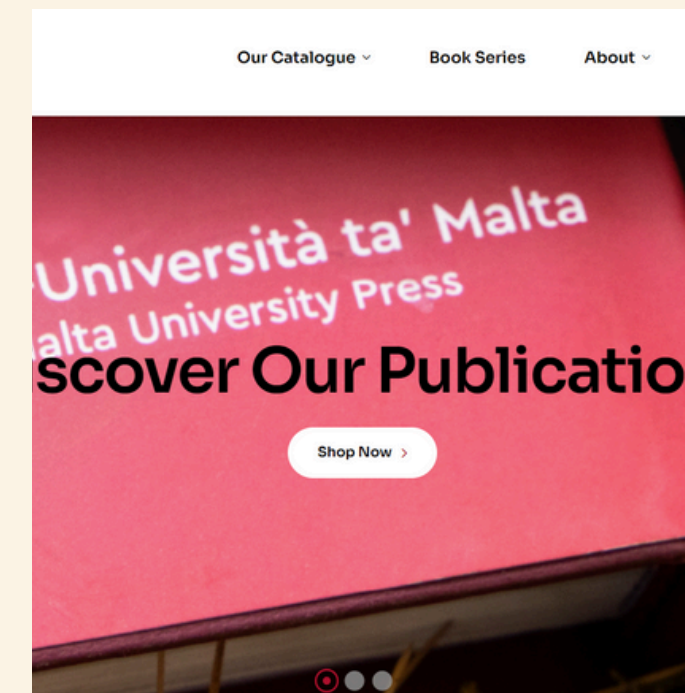 Our Catalogue
Book Series
About
-Università ta' Malta
alta University Press
scover Our Publicatio
Shop Now